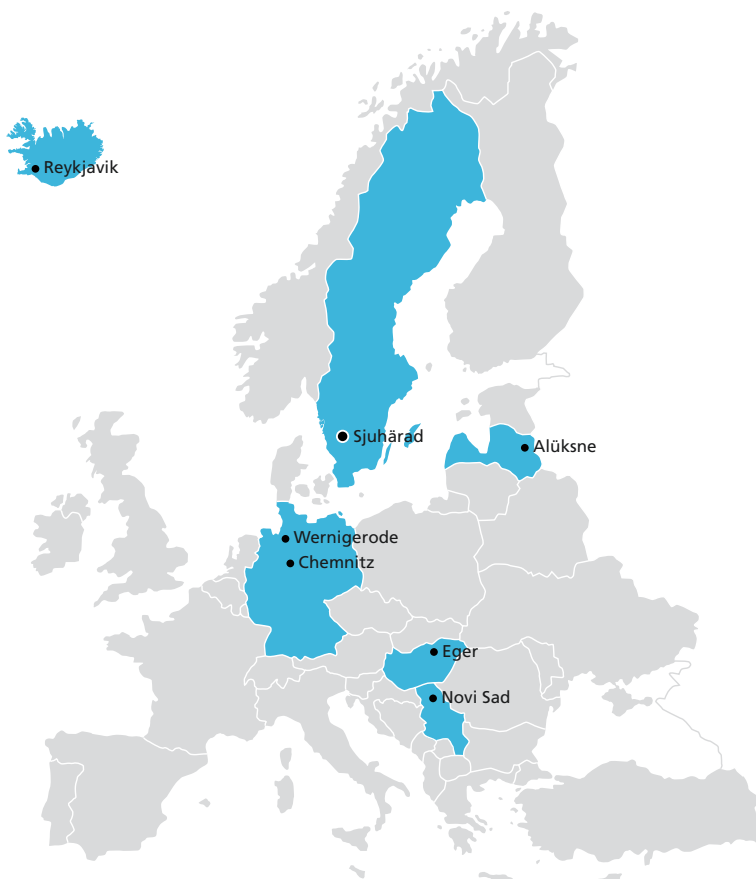 Reykjavik
Sjuhärad
Alüksne
Wernigerode
Chemnitz
Eger
Novi Sad